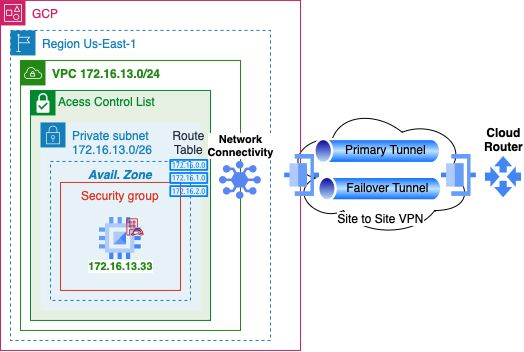 GCP
Region Us-East-1
VPC 172.16.13.0/24
Acess Control List
Private subnet
172.16.13.0/26
Route
Table
172.16.0.0
172.16.1.0
172.16.2.0
Avail. Zone
Security group
172.16.13.33
Network
Connectivity
Primary Tunnel
Failover Tunnel
Site to Site VPN
Cloud
Router